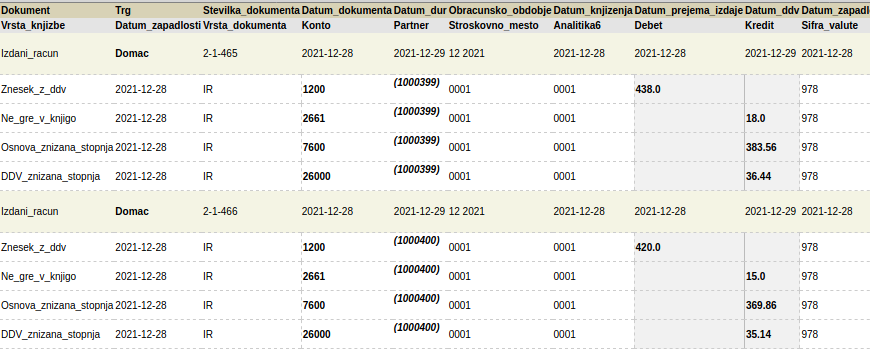 Dokument Trg Stevilka_dokumenta Datum_dokumenta Datum_dur Obracunsko_obdobje Datum_knjizenja Datum_prejema_izdaje Datum_ddv Datum_zapadl
Vrsta_knjizbe Datum_zapadlosti Vrsta_dokumenta Konto Partner Stroskovno_mesto Analitika6 Debet Kredit Sifra_valute
Izdani_racun Domac 2-1-465 2021-12-28 2021-12-29 12 2021 2021-12-28 2021-12-28 2021-12-29 2021-12-28
Znesek_z_ddv 2021-12-28 IR 1200 (1000399) 0001 0001 438.0 978
Ne_gre_v_knjigo 2021-12-28 IR 2661 (1000399) 0001 0001 18.0 978
Osnova_znizana_stopnja 2021-12-28 IR 7600 (1000399) 0001 0001 383.56 978
DDV_znizana_stopnja 2021-12-28 IR 26000 (1000399) 0001 0001 36.44 978
Izdani_racun Domac 2-1-466 2021-12-28 2021-12-29 12 2021 2021-12-28 2021-12-28 2021-12-29 2021-12-28
Znesek_z_ddv 2021-12-28 IR 1200 (1000400) 0001 0001 420.0 978
Ne_gre_v_knjigo 2021-12-28 IR 2661 (1000400) 0001 0001 15.0 978
Osnova_znizana_stopnja 2021-12-28 IR 7600 (1000400) 0001 0001 369.86 978
DDV_znizana_stopnja 2021-12-28 IR 26000 (1000400) 0001 0001 35.14 978